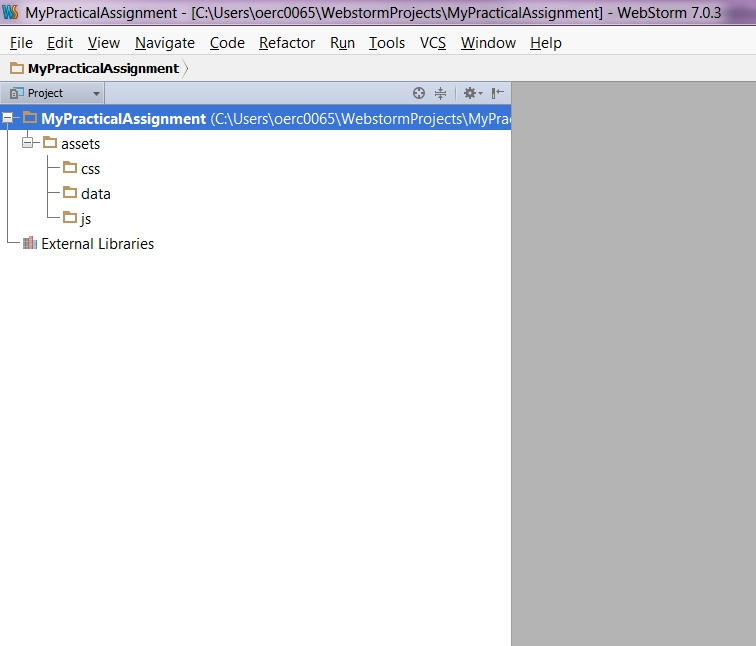 MyPracticalAssignment - [C:\Users\oerc0065\WebstormProjects\MyPracticalAssignment] - WebStorm 7.0.3
File Edit View Navigate Code Refactor Run Tools VCS Window Help
MyPracticalAssignment
Project
MyPracticalAssignment (C:\Users\oerc0065\WebstormProjects\MyPrac
assets
css
data
js
External Libraries